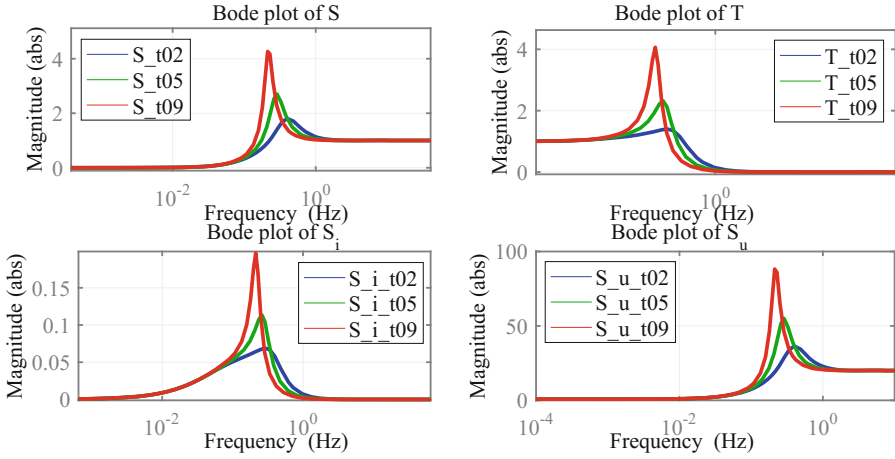 Bode plot of S
Magnitude (abs)
4
2
0
S_t02
S_t05
S_t09
10^-2
10^0
Frequency (Hz)
Bode plot of T
Magnitude (abs)
4
2
0
T_t02
T_t05
T_t09
10^0
Frequency (Hz)
Bode plot of S_i
Magnitude (abs)
0.15
0.1
0.05
0
S_i_t02
S_i_t05
S_i_t09
10^-2
10^0
Frequency (Hz)
Bode plot of S_u
Magnitude (abs)
100
50
0
S_u_t02
S_u_t05
S_u_t09
10^-4
10^-2
10^0
Frequency (Hz)